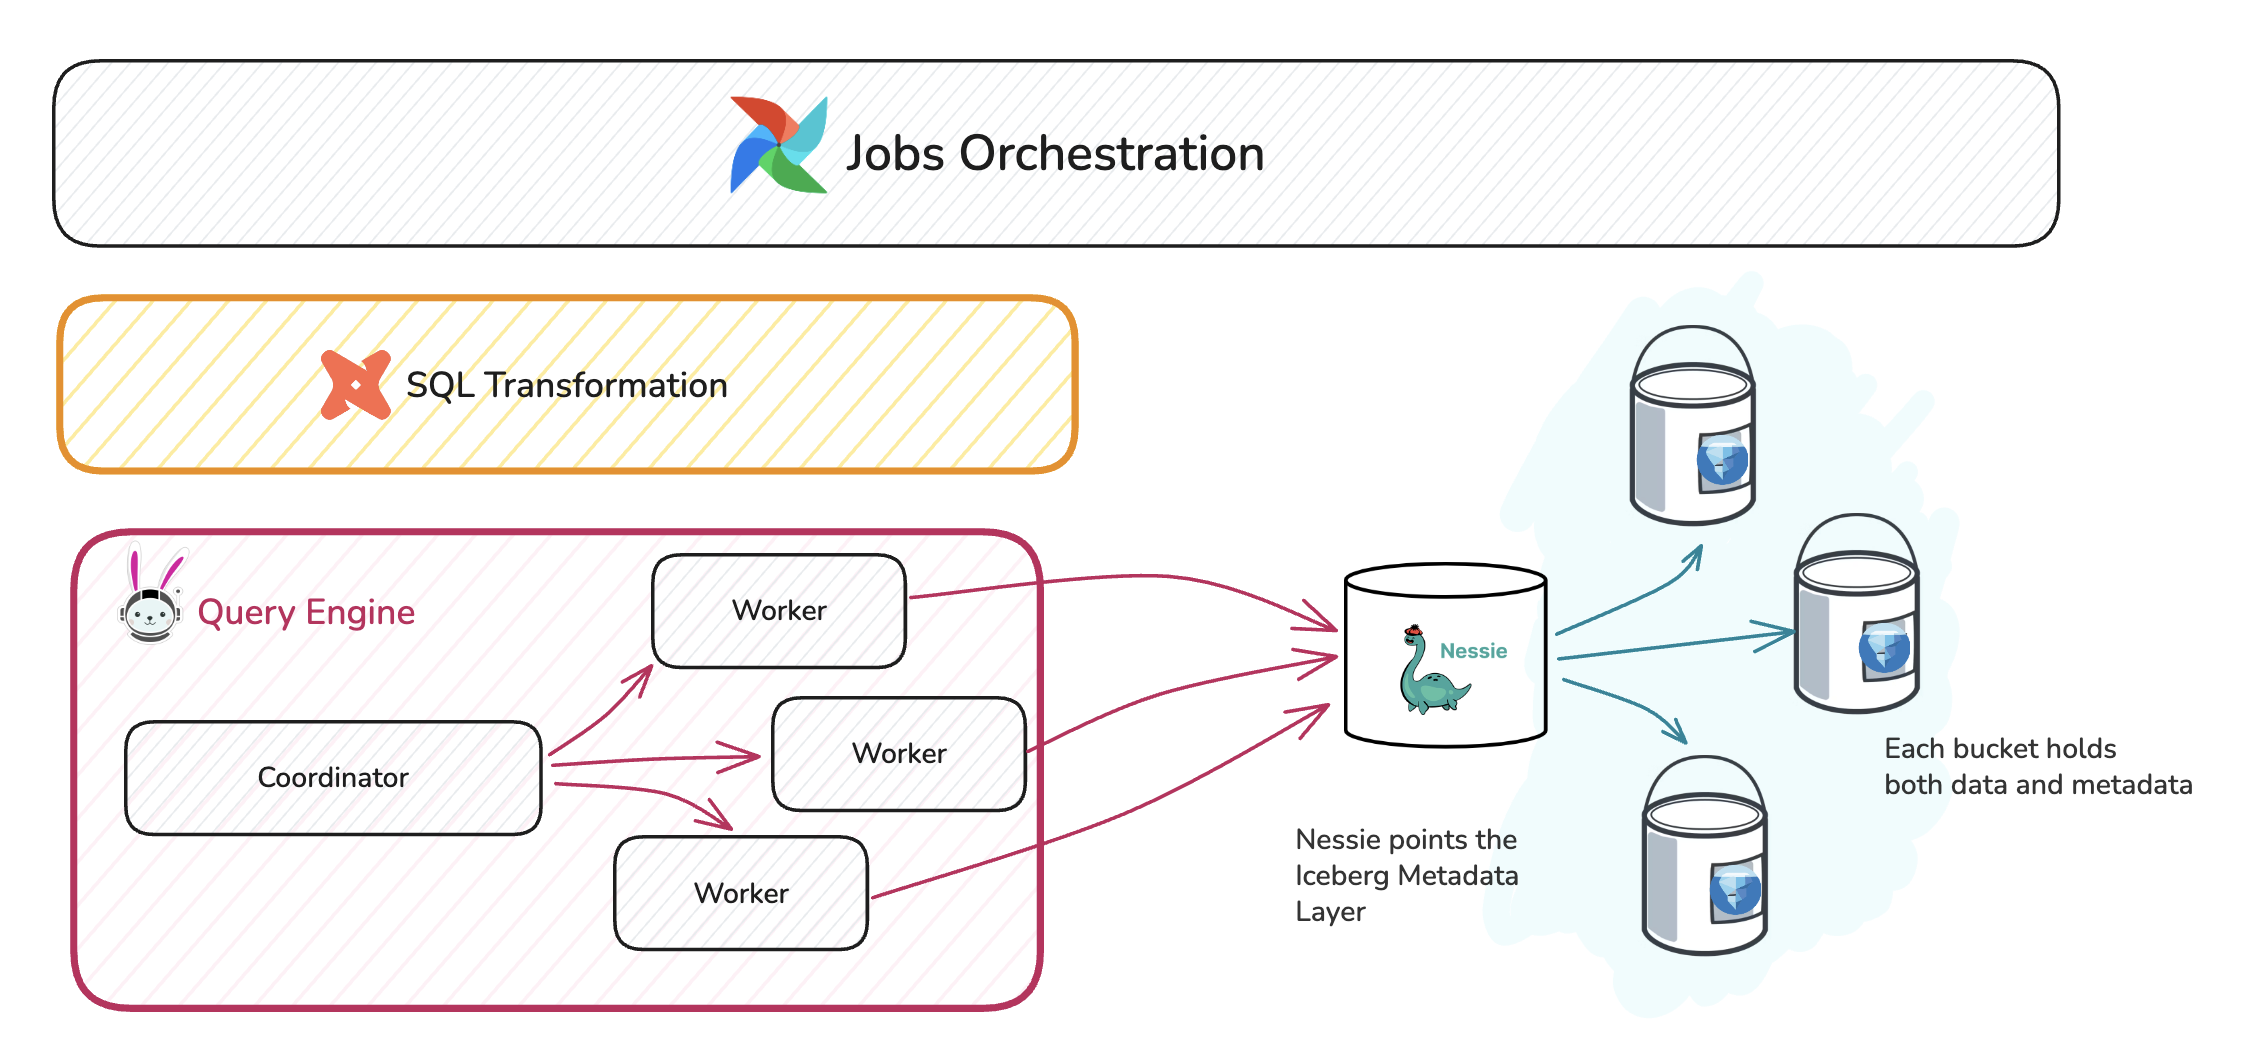 Jobs Orchestration
SQL Transformation
Query Engine
Worker
Worker
Coordinator
Worker
Nessie
Each bucket holds
both data and metadata
Nessie points the
Iceberg Metadata
Layer